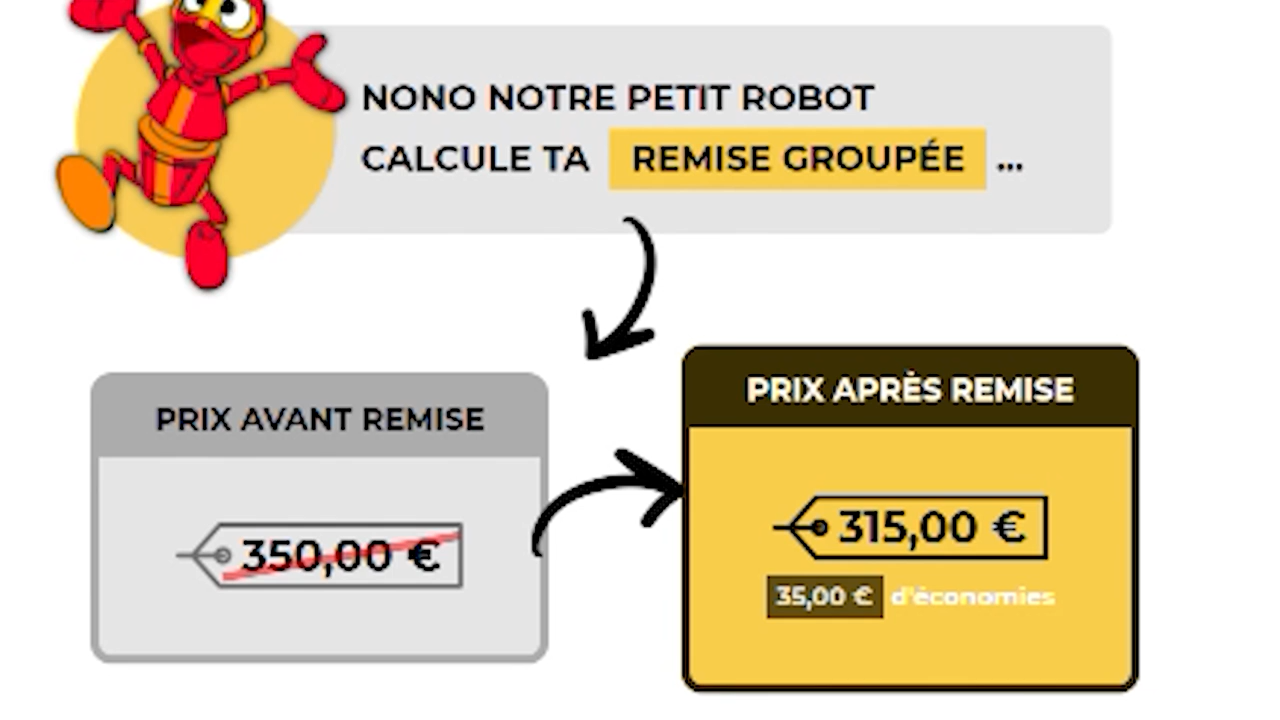 NONO NOTRE PETIT ROBOT
CALCULE TA REMISE GROUPÉE ...
PRIX AVANT REMISE
350,00 €
PRIX APRÈS REMISE
315,00 €
35,00 € d'économies